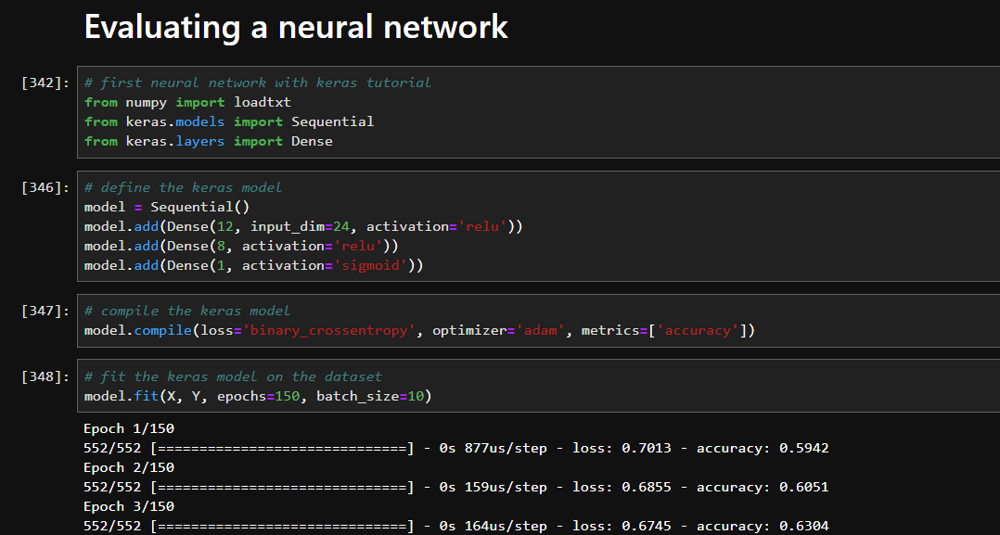 Evaluating a neural network
[342]: # first neural network with keras tutorial
from numpy import loadtxt
from keras.models import Sequential
from keras.layers import Dense
[346]: # define the keras model
model = Sequential()
model.add(Dense(12, input_dim=24, activation='relu'))
model.add(Dense(8, activation='relu'))
model.add(Dense(1, activation='sigmoid'))
[347]: # compile the keras model
model.compile(loss='binary_crossentropy', optimizer='adam', metrics=['accuracy'])
[348]: # fit the keras model on the dataset
model.fit(X, Y, epochs=150, batch_size=10)
Epoch 1/150
552/552 [==============================] - 0s 877us/step - loss: 0.7013 - accuracy: 0.5942
Epoch 2/150
552/552 [==============================] - 0s 159us/step - loss: 0.6855 - accuracy: 0.6051
Epoch 3/150
552/552 [==============================] - 0s 164us/step - loss: 0.6745 - accuracy: 0.6304